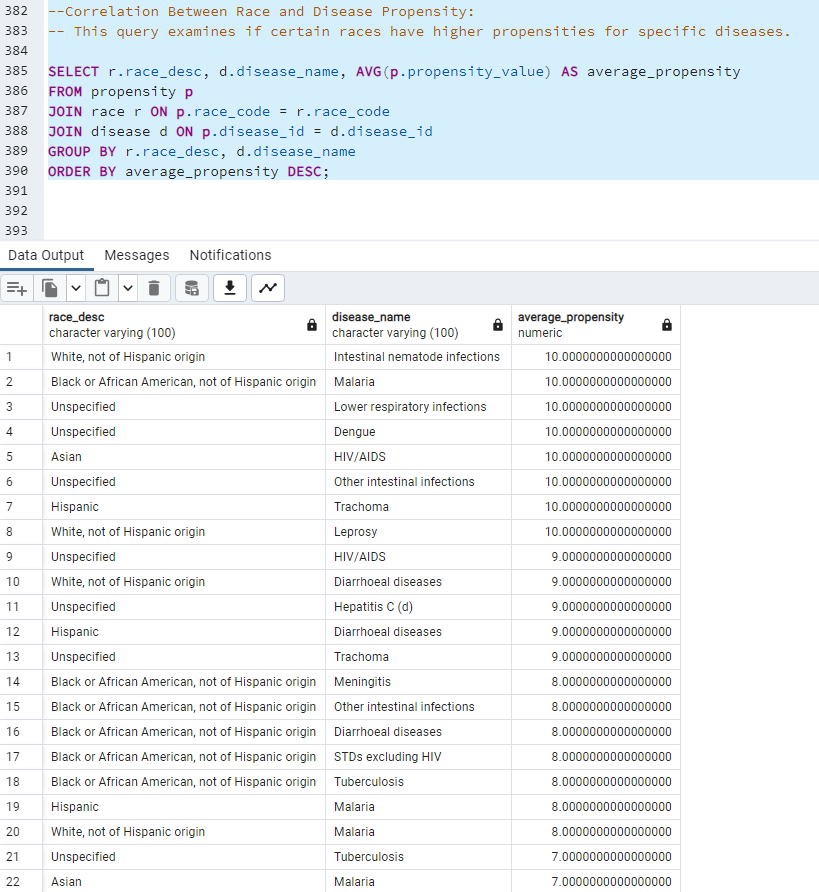 382 --Correlation Between Race and Disease Propensity:
383 -- This query examines if certain races have higher propensities for specific diseases.
384
385 SELECT r.race_desc, d.disease_name, AVG(p.propensity_value) AS average_propensity
386 FROM propensity p
387 JOIN race r ON p.race_code = r.race_code
388 JOIN disease d ON p.disease_id = d.disease_id
389 GROUP BY r.race_desc, d.disease_name
390 ORDER BY average_propensity DESC;
391
392
393
Data Output Messages Notifications
race_desc disease_name average_propensity
character varying (100) character varying (100) numeric
1 White, not of Hispanic origin Intestinal nematode infections 10.0000000000000000
2 Black or African American, not of Hispanic origin Malaria 10.0000000000000000
3 Unspecified Lower respiratory infections 10.0000000000000000
4 Unspecified Dengue 10.0000000000000000
5 Asian HIV/AIDS 10.0000000000000000
6 Unspecified Other intestinal infections 10.0000000000000000
7 Hispanic Trachoma 10.0000000000000000
8 White, not of Hispanic origin Leprosy 10.0000000000000000
9 Unspecified HIV/AIDS 9.0000000000000000
10 White, not of Hispanic origin Diarrhoeal diseases 9.0000000000000000
11 Unspecified Hepatitis C (d) 9.0000000000000000
12 Hispanic Diarrhoeal diseases 9.0000000000000000
13 Unspecified Trachoma 9.0000000000000000
14 Black or African American, not of Hispanic origin Meningitis 8.0000000000000000
15 Black or African American, not of Hispanic origin Other intestinal infections 8.0000000000000000
16 Black or African American, not of Hispanic origin Diarrhoeal diseases 8.0000000000000000
17 Black or African American, not of Hispanic origin STDs excluding HIV 8.0000000000000000
18 Black or African American, not of Hispanic origin Tuberculosis 8.0000000000000000
19 Hispanic Malaria 8.0000000000000000
20 White, not of Hispanic origin Malaria 8.0000000000000000
21 Unspecified Tuberculosis 7.0000000000000000
22 Asian Malaria 7.0000000000000000